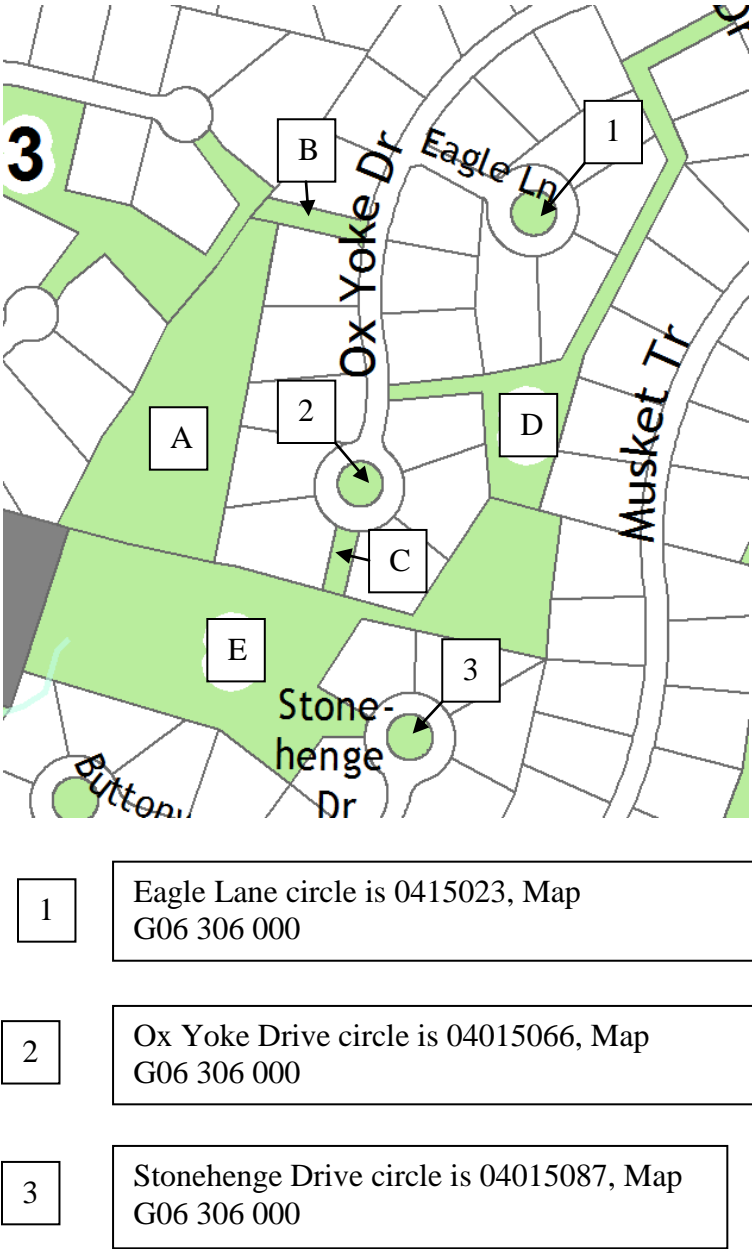 3
B
Ox Yoke Dr
Eagle Ln
1
A
2
D
Musket Tr
C
E
3
Stone-
henge
Dr
1
Eagle Lane circle is 0415023, Map
G06 306 000
2
Ox Yoke Drive circle is 04015066, Map
G06 306 000
3
Stonehenge Drive circle is 04015087, Map
G06 306 000